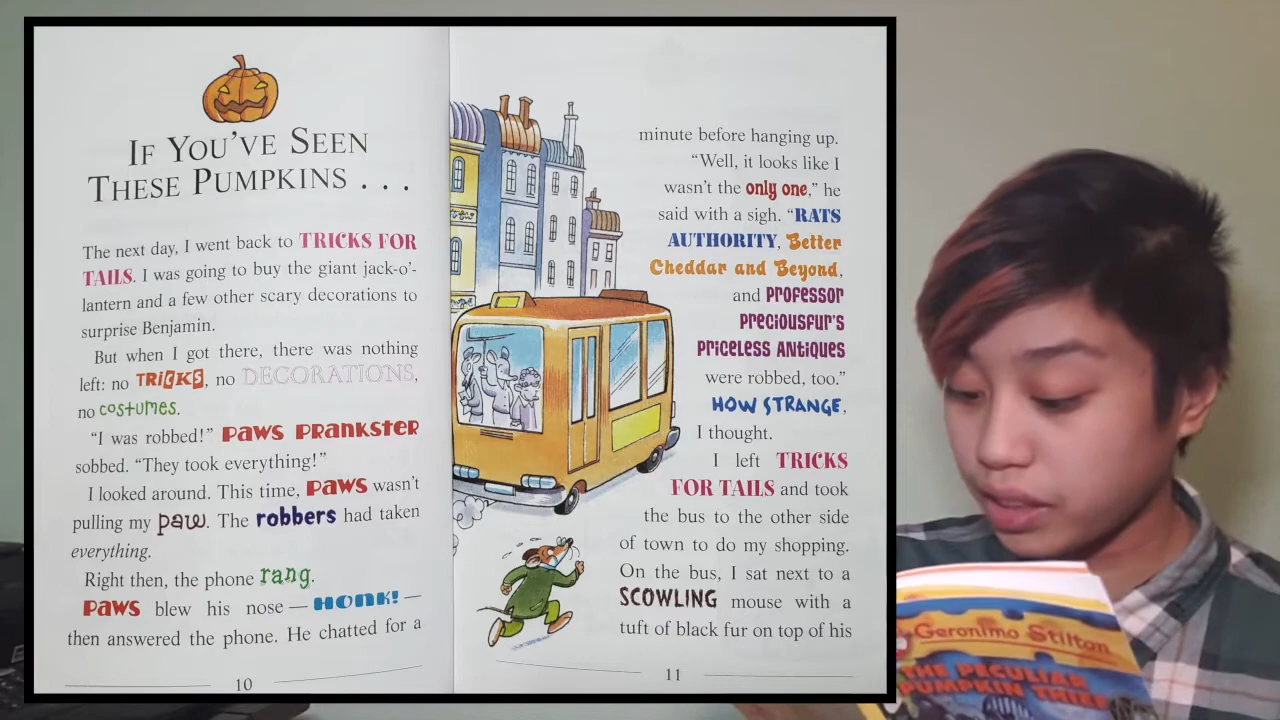 IF YOU'VE SEEN
THESE PUMPKINS . . .
The next day, I went back to TRICKS FOR
TAILS. I was going to buy the giant jack-o'-
lantern and a few other scary decorations to
surprise Benjamin.
But when I got there, there was nothing
left: no TRICKS, no DECORATIONS,
no costumes.
"I was robbed!" PAWS PRANKSTER
sobbed. "They took everything!"
I looked around. This time, PAWS wasn't
pulling my paw. The robbers had taken
everything.
Right then, the phone rang.
PAWS blew his nose — HONK! —
then answered the phone. He chatted for a
10
minute before hanging up.
"Well, it looks like I
wasn't the only one," he
said with a sigh. "RATS
AUTHORITY, Better
Cheddar and Beyond,
and PROFESSOR
PRECIOUSFUR'S
PRICELESS ANTIQUES
were robbed, too."
HOW STRANGE,
I thought.
I left TRICKS
FOR TAILS and took
the bus to the other side
of town to do my shopping.
On the bus, I sat next to a
SCOWLING mouse with a
tuft of black fur on top of his
11
Geronimo Stilton
THE PECULIAR
PUMPKIN THIEF